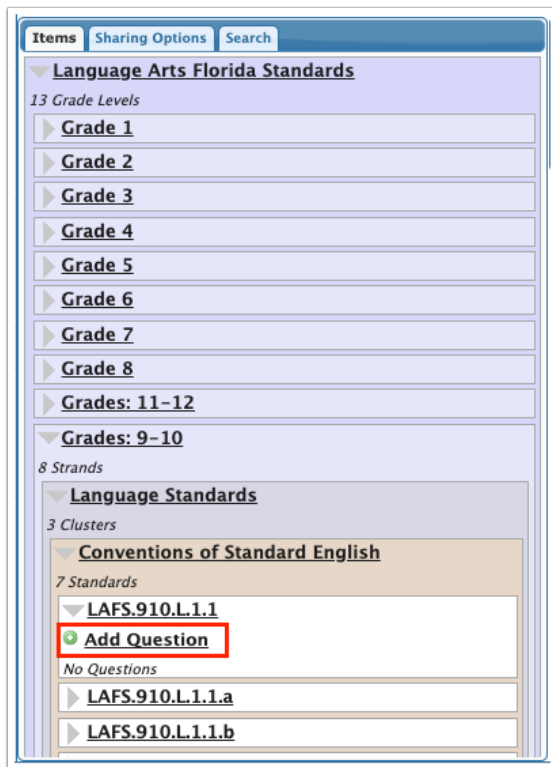 Items Sharing Options Search
Language Arts Florida Standards
13 Grade Levels
Grade 1
Grade 2
Grade 3
Grade 4
Grade 5
Grade 6
Grade 7
Grade 8
Grades: 11-12
Grades: 9-10
8 Strands
Language Standards
3 Clusters
Conventions of Standard English
7 Standards
LAFS.910.L.1.1
Add Question
No Questions
LAFS.910.L.1.1.a
LAFS.910.L.1.1.b